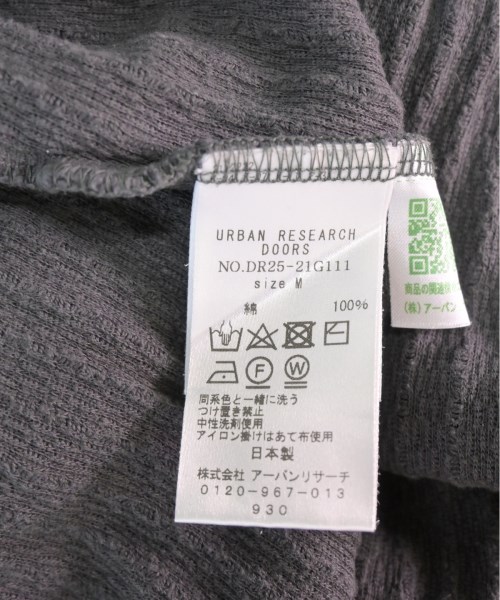 URBAN RESEARCH
DOORS
NO.DR25-21G111
size M
綿 100%
F W
同系色と一緒に洗う
つけ置き禁止
中性洗剤使用
アイロン掛けはあて布使用
日本製
株式会社 アーバンリサーチ
0120-967-013
930
商品の関連
(株) アーバン